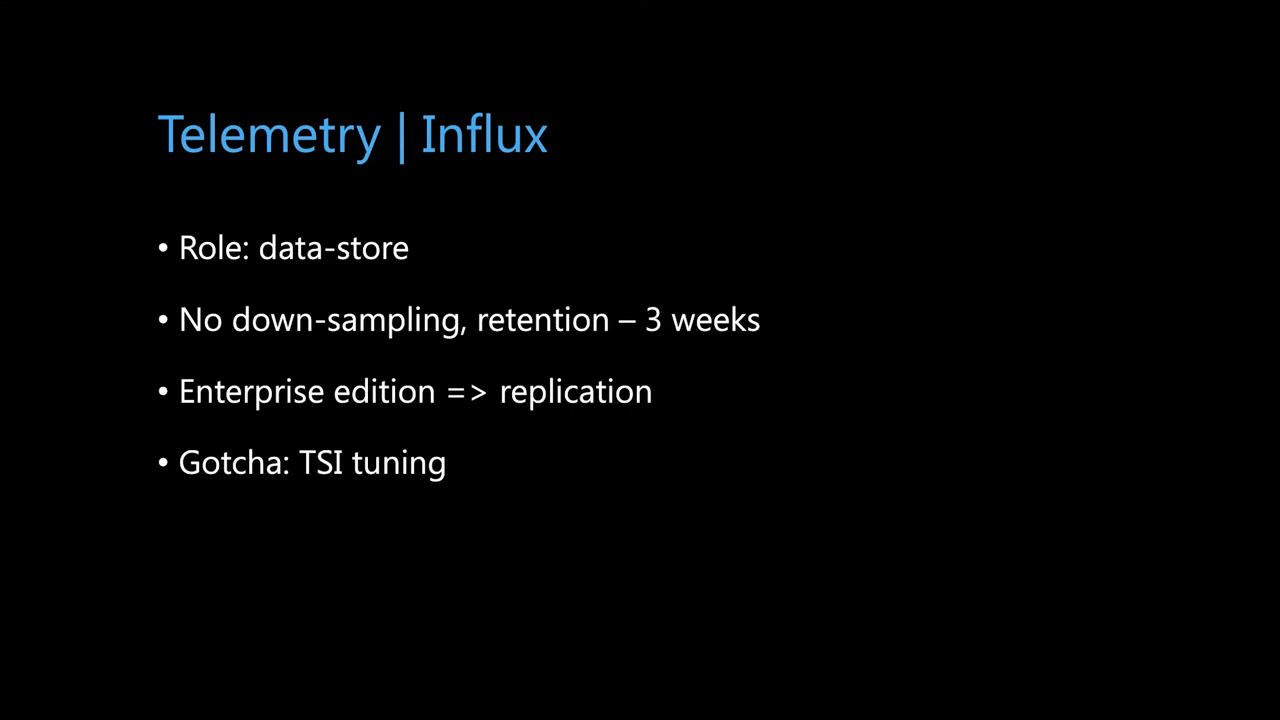 Telemetry | Influx
• Role: data-store
• No down-sampling, retention – 3 weeks
• Enterprise edition => replication
• Gotcha: TSI tuning